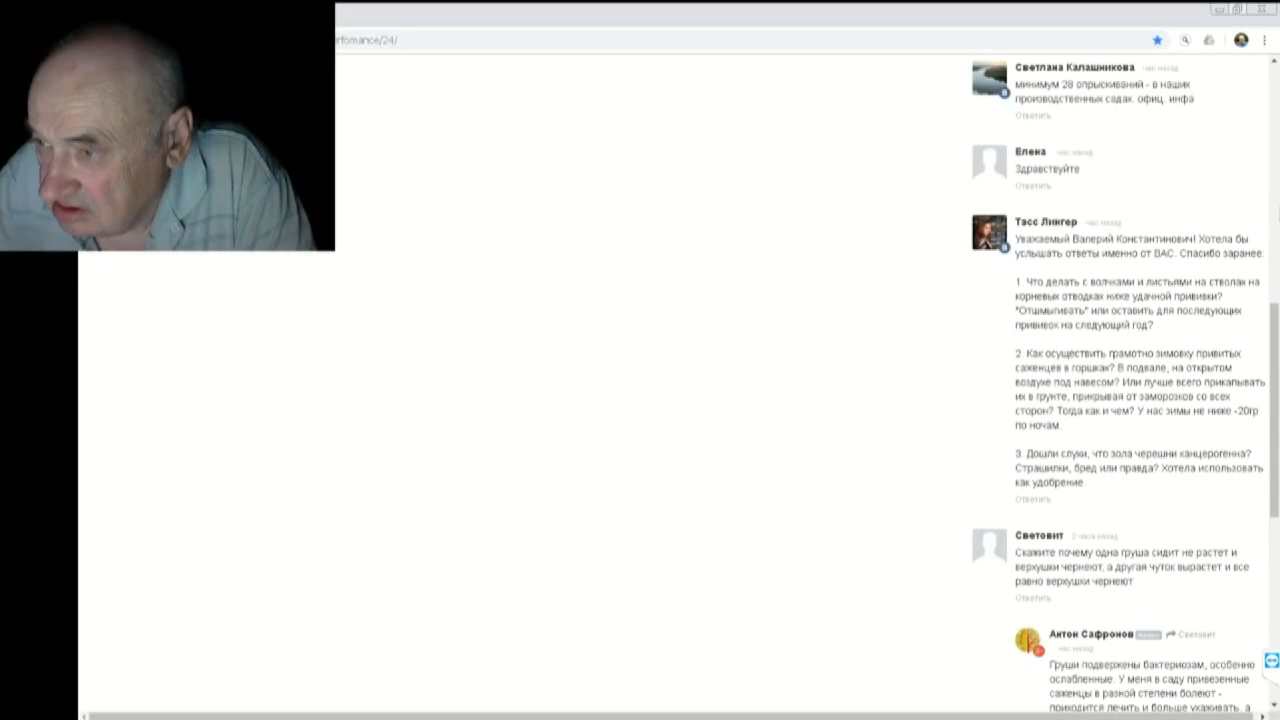 rfomance/24/
Светлана Калашникова час назад
минимум 28 опрыскиваний - в наших
производственных садах. офиц. инфа
Ответить
Елена час назад
Здравствуйте
Ответить
Тэсс Лингер час назад
Уважаемый Валерий Константинович! Хотела бы
услышать ответы именно от ВАС. Спасибо заранее:
1. Что делать с волчками и листьями на стволах на
корневых отводках ниже удачной прививки?
"Отшмыгивать" или оставить для последующих
прививок на следующий год?
2. Как осуществить грамотно зимовку привитых
саженцев в горшках? В подвале, на открытом
воздухе под навесом? Или лучше всего прикапывать
их в грунте, прикрывая от заморозков со всех
сторон? Тогда как и чем? У нас зимы не ниже -20гр
по ночам.
3. Дошли слухи, что зола черешни канцерогенна?
Страшилки, бред или правда? Хотела использовать
как удобрение
Ответить
Световит 2 часа назад
Скажите почему одна груша сидит не растет и
верхушки чернеют, а другая чуток вырастет и все
равно верхушки чернеют
Ответить
Антон Сафронов Световит
час назад
Груши подвержены бактериозам, особенно
ослабленные. У меня в саду привезенные
саженцы в разной степени болеют -
приходится лечить и больше ухаживать, а